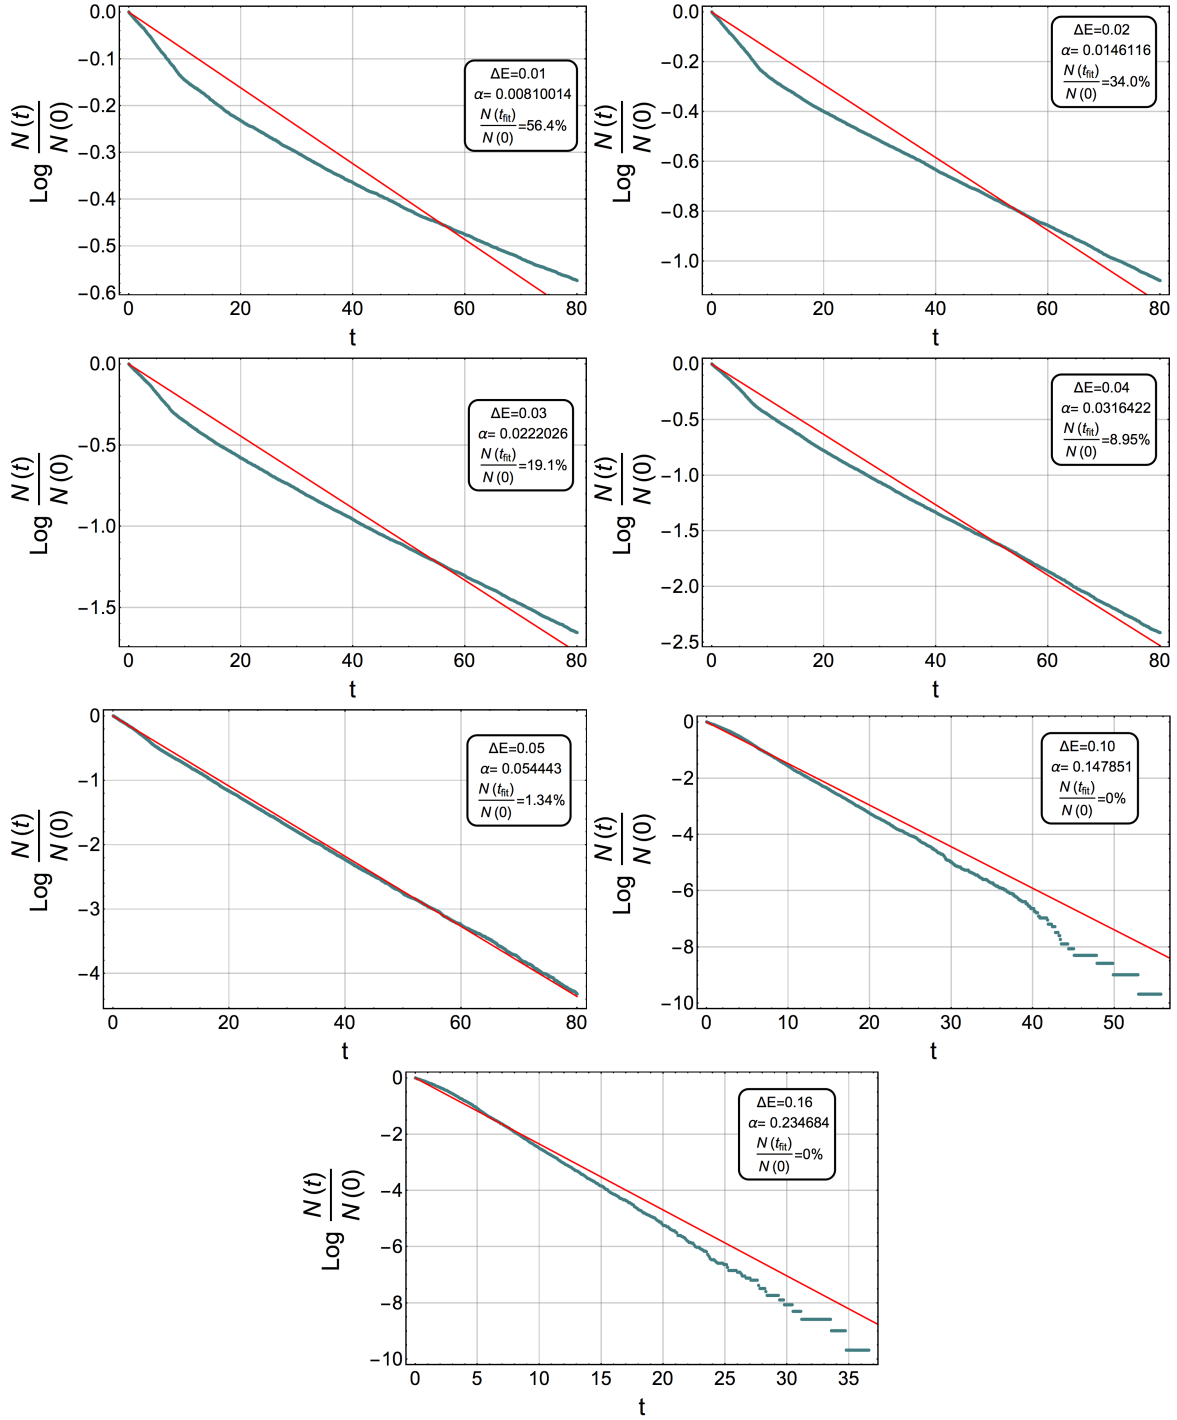 0.0
−0.1
−0.2
−0.3
−0.4
−0.5
−0.6
0 20 40 60 80
t
Log N(t)/N(0)
ΔE=0.01
α= 0.00810014
N(tfit)/N(0)=56.4%
0.0
−0.2
−0.4
−0.6
−0.8
−1.0
0 20 40 60 80
t
Log N(t)/N(0)
ΔE=0.02
α= 0.0146116
N(tfit)/N(0)=34.0%
0.0
−0.5
−1.0
−1.5
0 20 40 60 80
t
Log N(t)/N(0)
ΔE=0.03
α= 0.0222026
N(tfit)/N(0)=19.1%
0.0
−0.5
−1.0
−1.5
−2.0
−2.5
0 20 40 60 80
t
Log N(t)/N(0)
ΔE=0.04
α= 0.0316422
N(tfit)/N(0)=8.95%
0
−1
−2
−3
−4
0 20 40 60 80
t
Log N(t)/N(0)
ΔE=0.05
α= 0.054443
N(tfit)/N(0)=1.34%
0
−2
−4
−6
−8
−10
0 10 20 30 40 50
t
Log N(t)/N(0)
ΔE=0.10
α= 0.147851
N(tfit)/N(0)=0%
0
−2
−4
−6
−8
−10
0 5 10 15 20 25 30 35
t
Log N(t)/N(0)
ΔE=0.16
α= 0.234684
N(tfit)/N(0)=0%